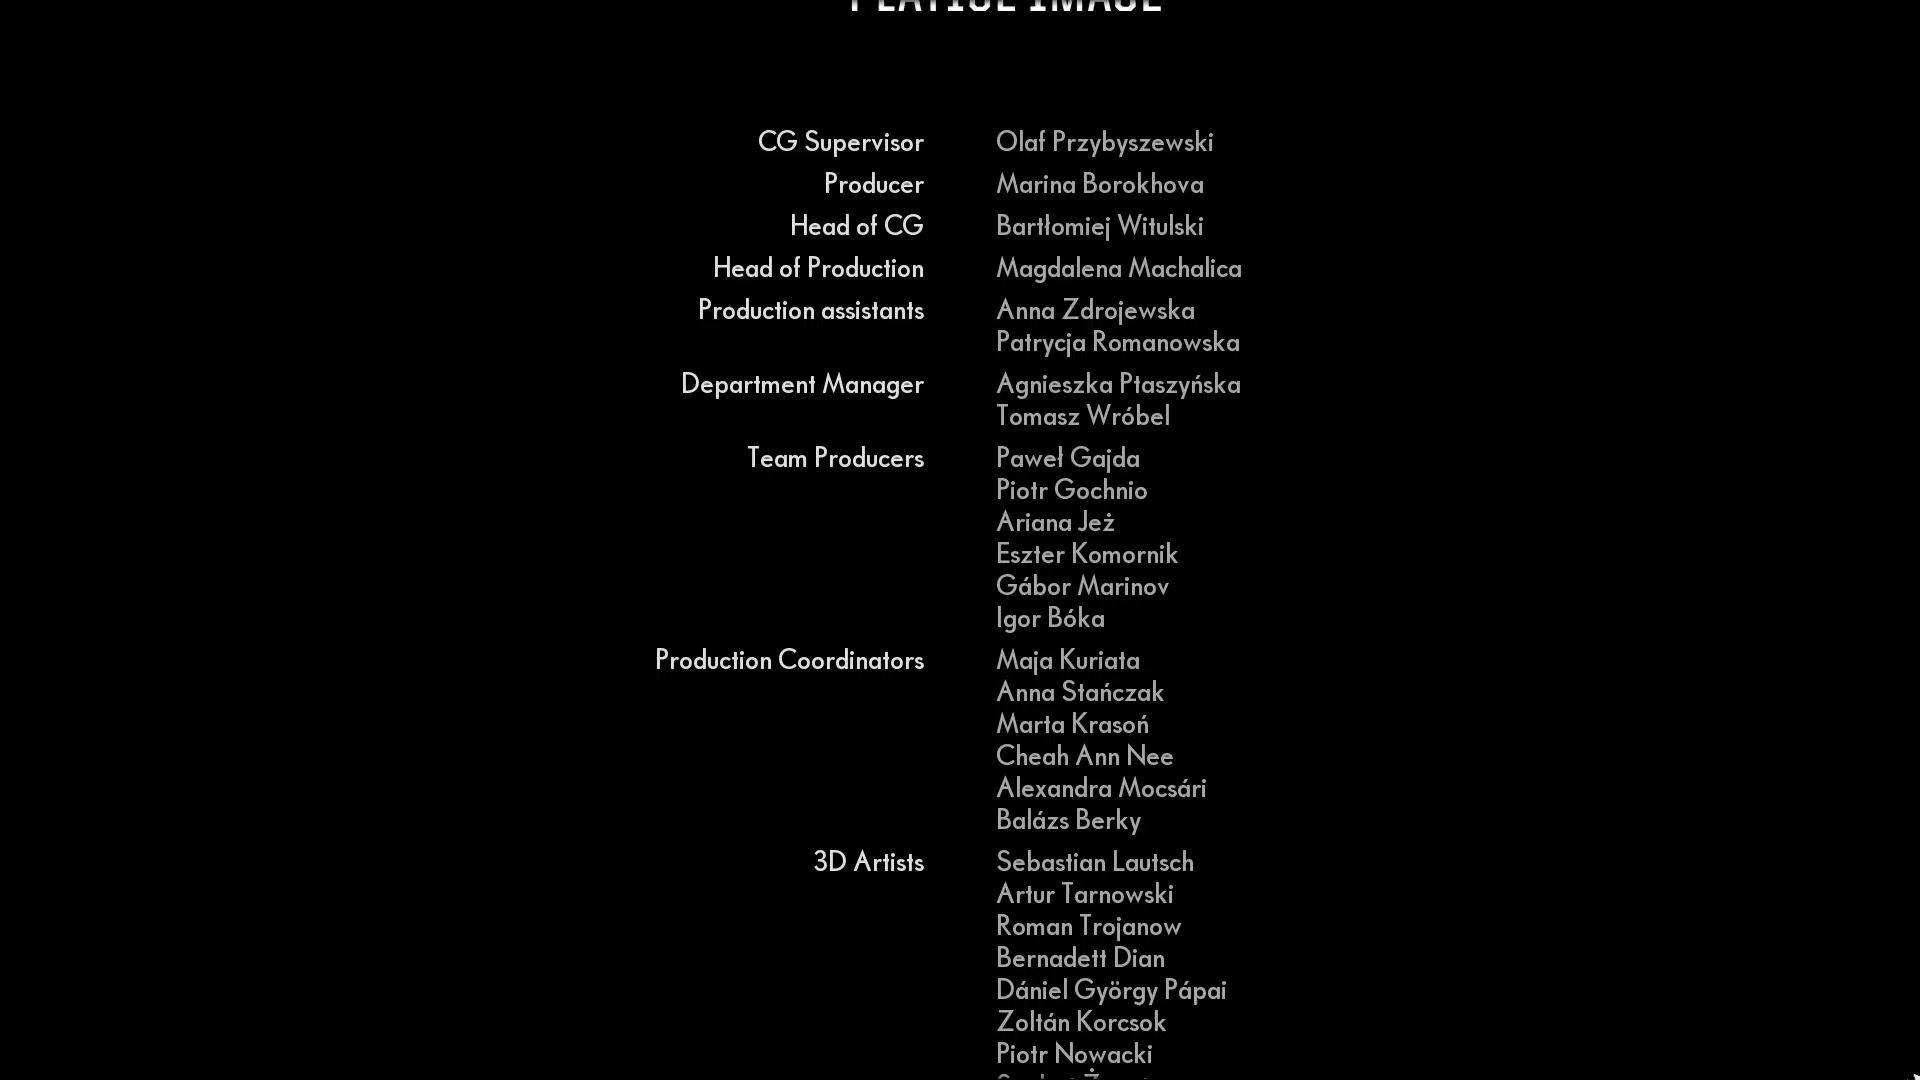 PLATIGE IMAGE
CG Supervisor Olaf Przybyszewski
Producer Marina Borokhova
Head of CG Bartłomiej Witulski
Head of Production Magdalena Machalica
Production assistants Anna Zdrojewska
Patrycja Romanowska
Department Manager Agnieszka Ptaszyńska
Tomasz Wróbel
Team Producers Paweł Gajda
Piotr Gochnio
Ariana Jeż
Eszter Komornik
Gábor Marinov
Igor Bóka
Production Coordinators Maja Kuriata
Anna Stańczak
Marta Krasoń
Cheah Ann Nee
Alexandra Mocsári
Balázs Berky
3D Artists Sebastian Lautsch
Artur Tarnowski
Roman Trojanow
Bernadett Dian
Dániel György Pápai
Zoltán Korcsok
Piotr Nowacki